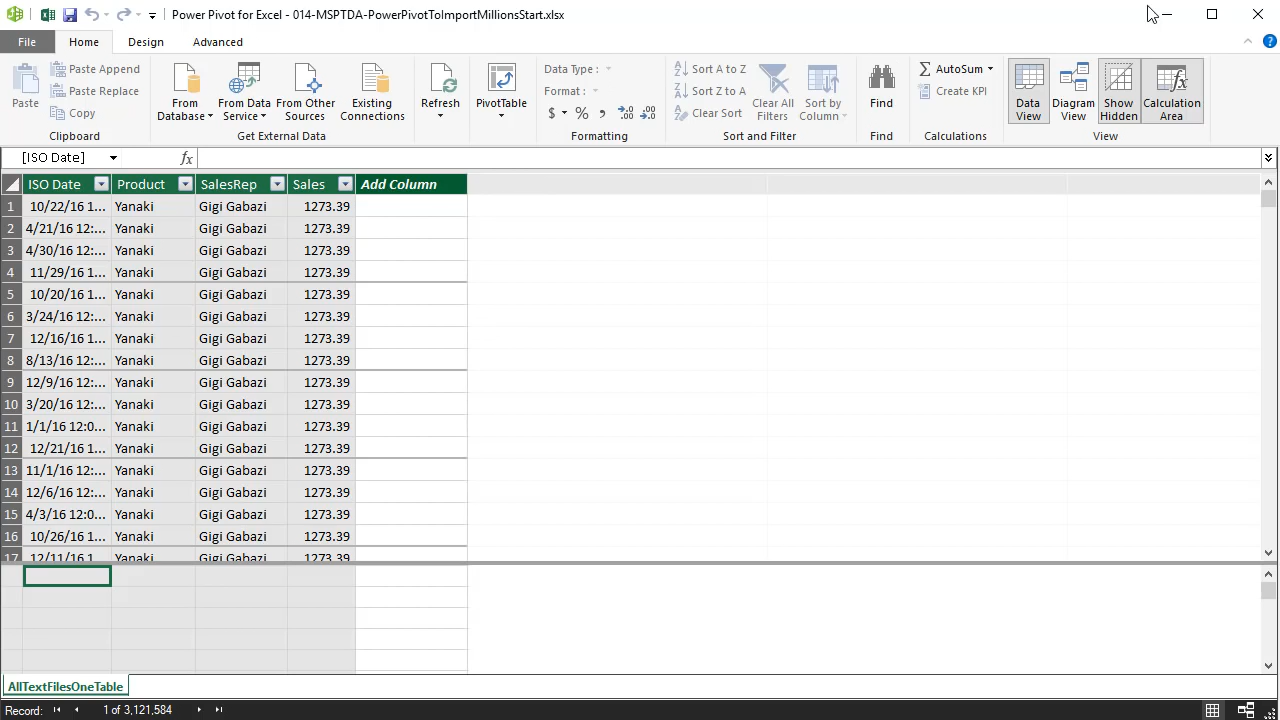 Power Pivot for Excel - 014-MSPTDA-PowerPivotToImportMillionsStart.xlsx
File Home Design Advanced
Paste
Paste Append
Paste Replace
Copy
Clipboard
From Database
From Data Service
From Other Sources
Existing Connections
Get External Data
Refresh
PivotTable
Data Type :
Format :
$ % ,
Formatting
Sort A to Z
Sort Z to A
Clear Sort
Clear All Filters
Sort by Column
Sort and Filter
Find
Find
AutoSum
Create KPI
Calculations
Data View
Diagram View
Show Hidden
Calculation Area
View
[ISO Date] fx
ISO Date Product SalesRep Sales Add Column
1 10/22/16 1... Yanaki Gigi Gabazi 1273.39
2 4/21/16 12:... Yanaki Gigi Gabazi 1273.39
3 4/30/16 12:... Yanaki Gigi Gabazi 1273.39
4 11/29/16 1... Yanaki Gigi Gabazi 1273.39
5 10/20/16 1... Yanaki Gigi Gabazi 1273.39
6 3/24/16 12:... Yanaki Gigi Gabazi 1273.39
7 12/16/16 1... Yanaki Gigi Gabazi 1273.39
8 8/13/16 12:... Yanaki Gigi Gabazi 1273.39
9 12/9/16 12:... Yanaki Gigi Gabazi 1273.39
10 3/20/16 12:... Yanaki Gigi Gabazi 1273.39
11 1/1/16 12:0... Yanaki Gigi Gabazi 1273.39
12 12/21/16 1... Yanaki Gigi Gabazi 1273.39
13 11/1/16 12:... Yanaki Gigi Gabazi 1273.39
14 12/6/16 12:... Yanaki Gigi Gabazi 1273.39
15 4/3/16 12:0... Yanaki Gigi Gabazi 1273.39
16 10/26/16 1... Yanaki Gigi Gabazi 1273.39
17 12/11/16 1... Yanaki Gigi Gabazi 1273.39
AllTextFilesOneTable
Record: 1 of 3,121,584